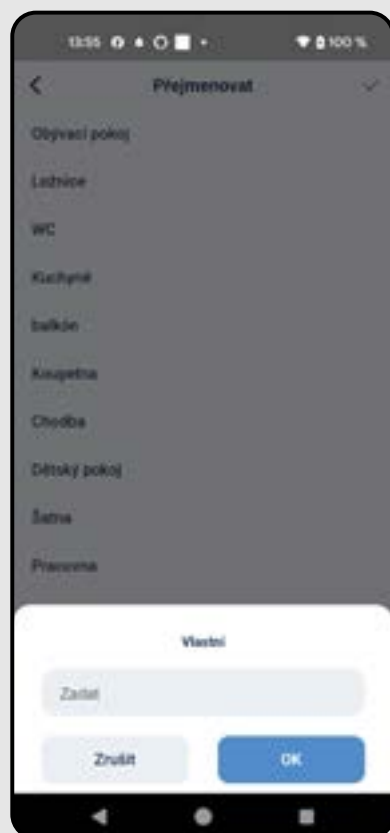 13:55 100 %
Přejmenovat
Obývací pokoj
Ložnice
WC
Kuchyně
balkón
Koupelna
Chodba
Dětský pokoj
Šatna
Pracovna
Vlastní
Zadat
Zrušit OK